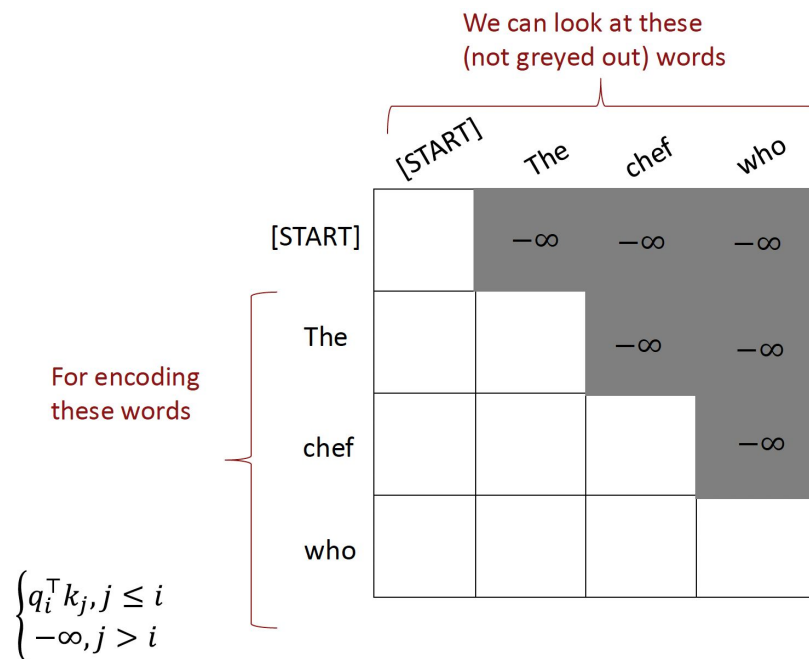 We can look at these
(not greyed out) words
[START] The chef who
[START] −∞ −∞ −∞
The −∞ −∞
For encoding
these words
chef −∞
who
{q_i^⊤ k_j, j ≤ i
−∞, j > i